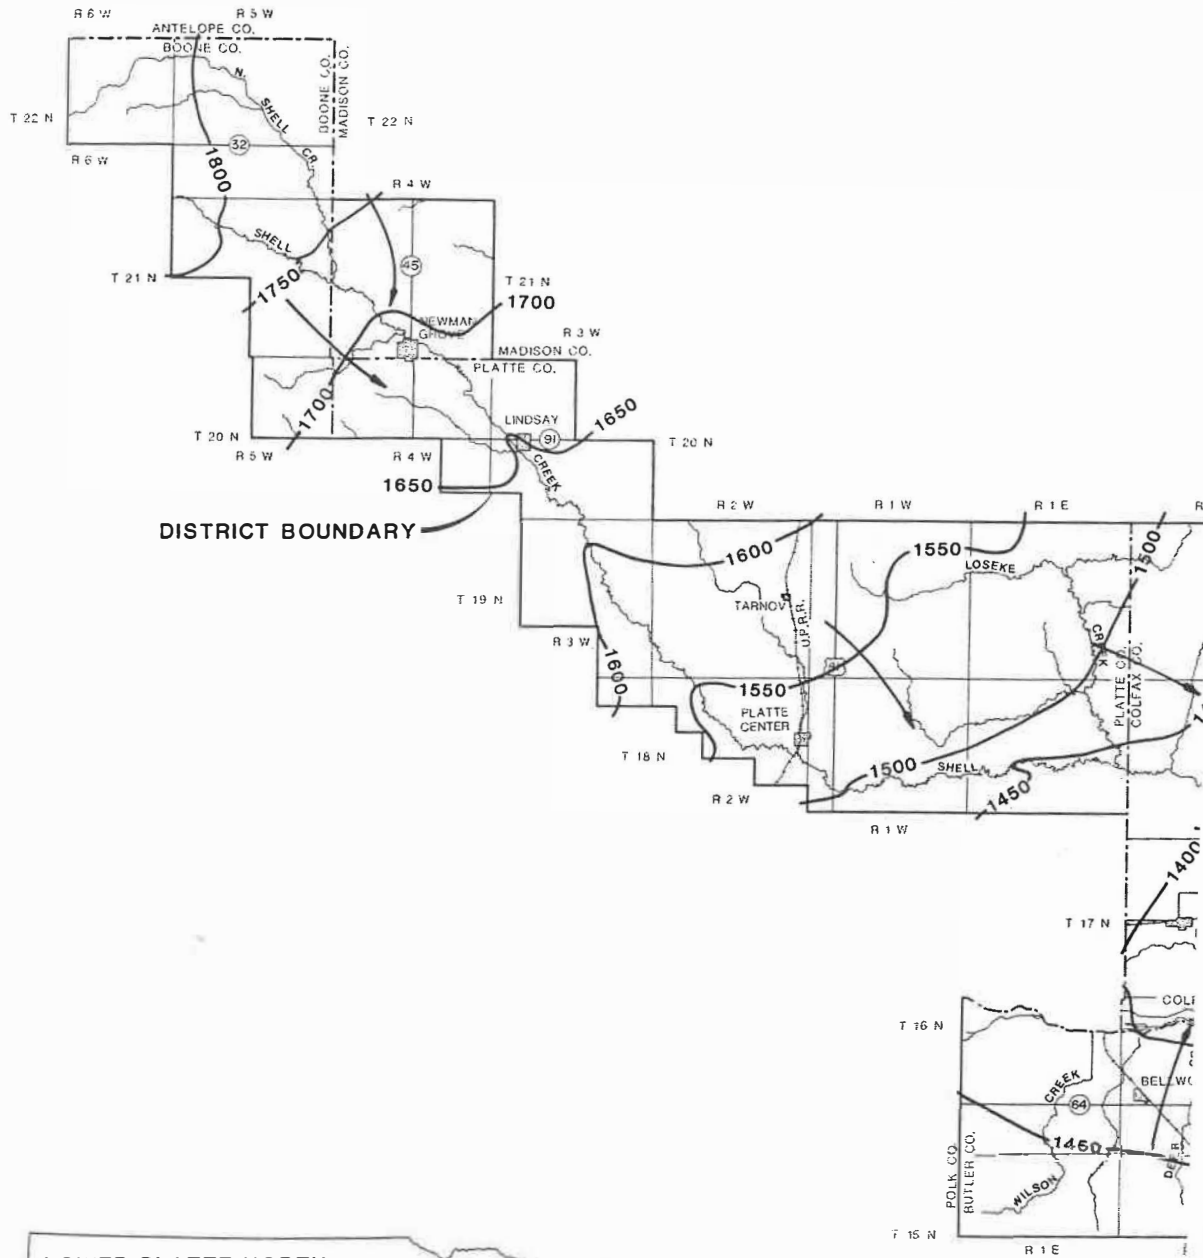 R 6 W
R 5 W
ANTELOPE CO.
BOONE CO.
N.
SHELL
CR.
BOONE CO.
MADISON CO.
T 22 N
T 22 N
32
R 6 W
1800
R 4 W
SHELL
45
T 21 N
T 21 N
1750
1700
NEWMAN
GROVE
R 3 W
MADISON CO.
PLATTE CO.
1700
LINDSAY
1650
91
T 20 N
T 20 N
R 5 W
R 4 W
CREEK
1650
DISTRICT BOUNDARY
R 2 W
R 1 W
R 1 E
R
1600
1550
1500
LOSEKE
T 19 N
TARNOV
U.P.R.R.
CREEK
R 3 W
PLATTE CO.
COLFAX CO.
1600
1550
PLATTE
CENTER
T 18 N
1500
SHELL
1450
R 2 W
R 1 W
1400
T 17 N
T 16 N
CREEK
BELLWO
64
1450
POLK CO.
BUTLER CO.
WILSON
T 15 N
R 1 E